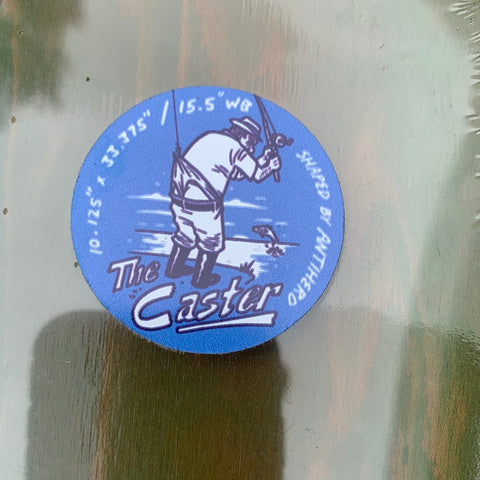 10.125" x 33.375" / 15.5" WB
SHAPED BY ANTIHERO
The
Caster